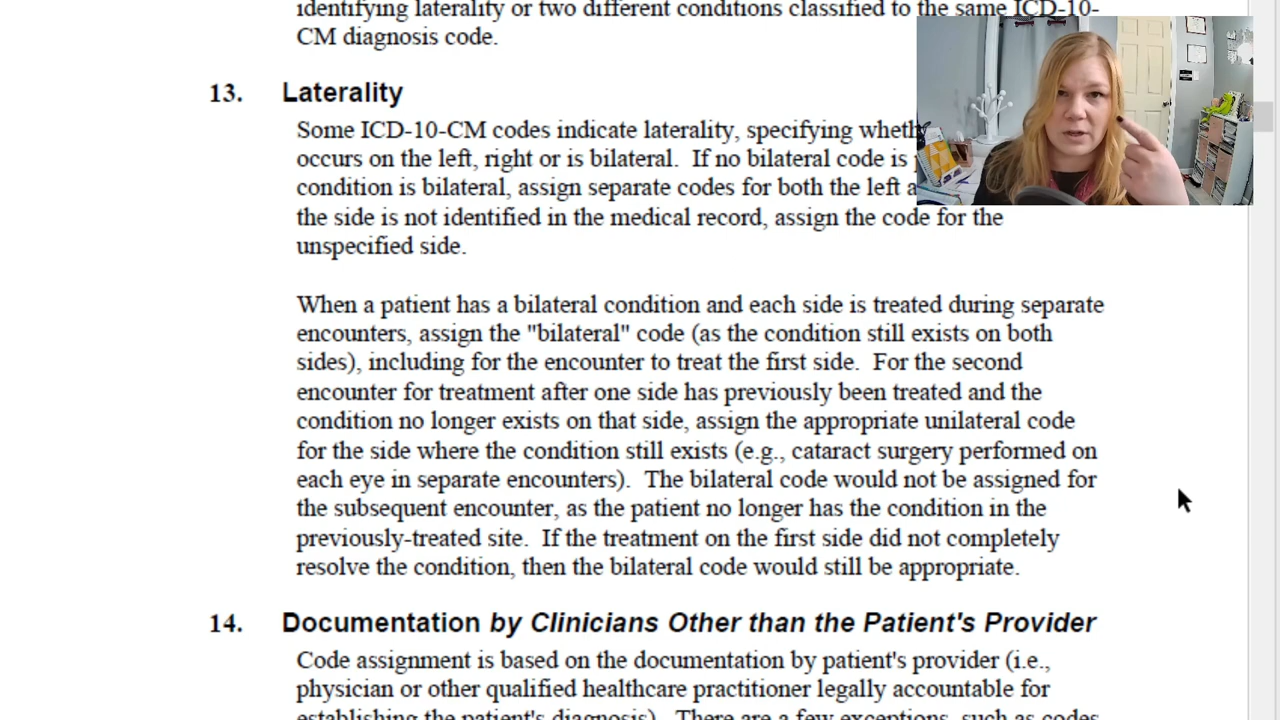 identifying laterality or two different conditions classified to the same ICD-10-
CM diagnosis code.
13. Laterality
Some ICD-10-CM codes indicate laterality, specifying wheth
occurs on the left, right or is bilateral. If no bilateral code is
condition is bilateral, assign separate codes for both the left a
the side is not identified in the medical record, assign the code for the
unspecified side.
When a patient has a bilateral condition and each side is treated during separate
encounters, assign the "bilateral" code (as the condition still exists on both
sides), including for the encounter to treat the first side. For the second
encounter for treatment after one side has previously been treated and the
condition no longer exists on that side, assign the appropriate unilateral code
for the side where the condition still exists (e.g., cataract surgery performed on
each eye in separate encounters). The bilateral code would not be assigned for
the subsequent encounter, as the patient no longer has the condition in the
previously-treated site. If the treatment on the first side did not completely
resolve the condition, then the bilateral code would still be appropriate.
14. Documentation by Clinicians Other than the Patient's Provider
Code assignment is based on the documentation by patient's provider (i.e.,
physician or other qualified healthcare practitioner legally accountable for
establishing the patient's diagnosis). There are a few exceptions, such as codes